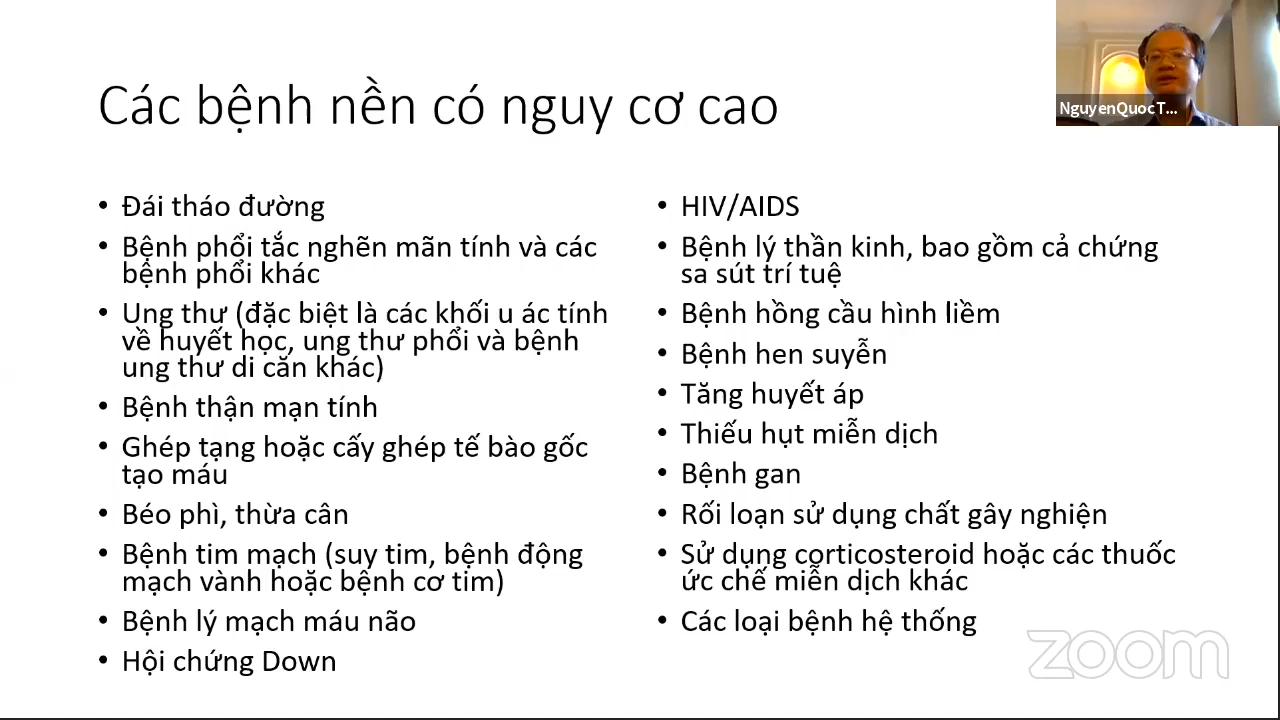 Các bệnh nền có nguy cơ cao
NguyenQuocT...
• Đái tháo đường
• Bệnh phổi tắc nghẽn mãn tính và các
bệnh phổi khác
• Ung thư (đặc biệt là các khối u ác tính
về huyết học, ung thư phổi và bệnh
ung thư di căn khác)
• Bệnh thận mạn tính
• Ghép tạng hoặc cấy ghép tế bào gốc
tạo máu
• Béo phì, thừa cân
• Bệnh tim mạch (suy tim, bệnh động
mạch vành hoặc bệnh cơ tim)
• Bệnh lý mạch máu não
• Hội chứng Down
• HIV/AIDS
• Bệnh lý thần kinh, bao gồm cả chứng
sa sút trí tuệ
• Bệnh hồng cầu hình liềm
• Bệnh hen suyễn
• Tăng huyết áp
• Thiếu hụt miễn dịch
• Bệnh gan
• Rối loạn sử dụng chất gây nghiện
• Sử dụng corticosteroid hoặc các thuốc
ức chế miễn dịch khác
• Các loại bệnh hệ thống
zoom